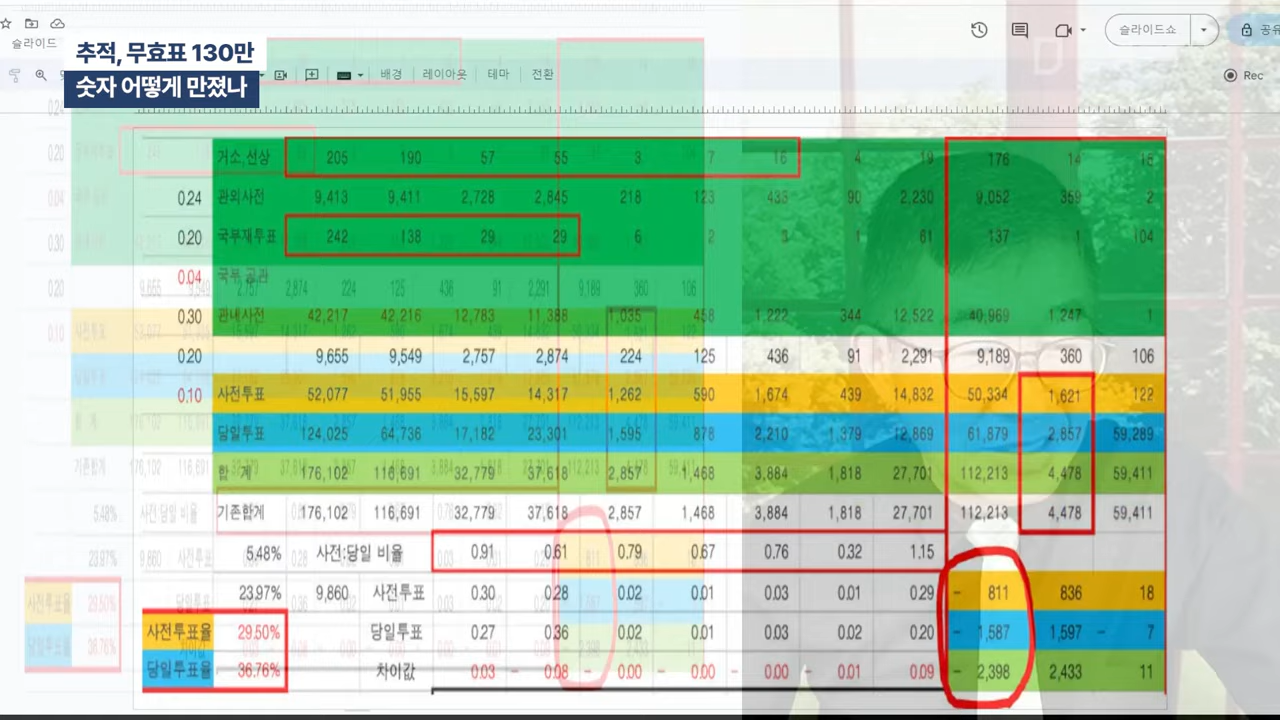 추적, 무효표 130만
숫자 어떻게 만졌나
슬라이드
배경 레이아웃 테마 전환
슬라이드쇼
Rec
거소,선상 205 190 57 55 3 7 16 4 19 176 14 18
0.24 관외사전 9,413 9,411 2,728 2,845 218 123 433 90 2,230 9,052 359 2
0.20 국부재투표 242 138 29 29 6 2 3 1 61 137 1 104
0.04 국부 공관
0.30 관내사전 42,217 42,216 12,783 11,388 1,035 458 1,222 344 12,522 40,969 1,247 1
0.20 9,655 9,549 2,757 2,874 224 125 436 91 2,291 9,189 360 106
0.10 사전투표 52,077 51,955 15,597 14,317 1,262 590 1,674 439 14,832 50,334 1,621 122
당일투표 124,025 64,736 17,182 23,301 1,595 878 2,210 1,379 12,869 61,879 2,857 59,289
합 계 176,102 116,691 32,779 37,618 2,857 1,468 3,884 1,818 27,701 112,213 4,478 59,411
기존합계 176,102 116,691 32,779 37,618 2,857 1,468 3,884 1,818 27,701 112,213 4,478 59,411
5.48% 사전:당일 비율 0.91 0.61 0.79 0.67 0.76 0.32 1.15
23.97% 9,860 사전투표 0.30 0.28 0.02 0.01 0.03 0.01 0.29 - 811 836 18
사전투표율 29.50% 당일투표 0.27 0.36 0.02 0.01 0.03 0.02 0.20 - 1,587 1,597 - 7
당일투표율 36.76% 차이값 0.03 - 0.08 - 0.00 - 0.00 - 0.00 - 0.01 0.09 - 2,398 2,433 11